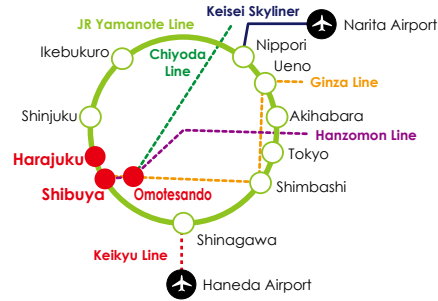 Keisei Skyliner
JR Yamanote Line
Narita Airport
Ikebukuro
Chiyoda
Line
Nippori
Ueno
Ginza Line
Shinjuku
Akihabara
Hanzomon Line
Harajuku
Tokyo
Shibuya
Omotesando
Shimbashi
Shinagawa
Keikyu Line
Haneda Airport